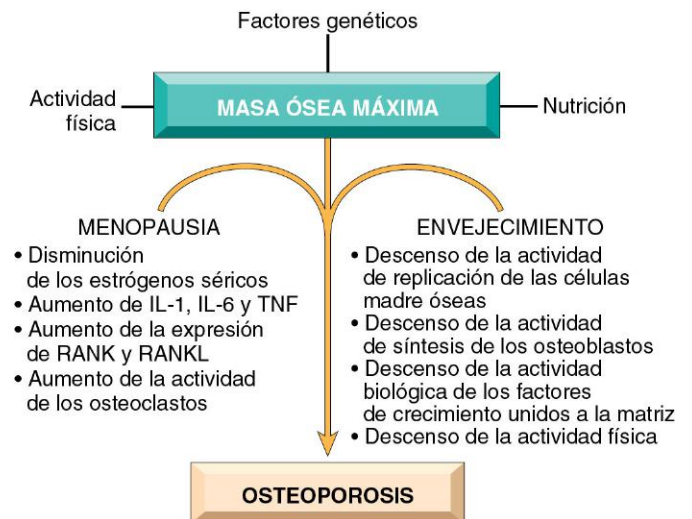 Factores genéticos
Actividad
física
MASA ÓSEA MÁXIMA
Nutrición
MENOPAUSIA
• Disminución
de los estrógenos séricos
• Aumento de IL-1, IL-6 y TNF
• Aumento de la expresión
de RANK y RANKL
• Aumento de la actividad
de los osteoclastos
ENVEJECIMIENTO
• Descenso de la actividad
de replicación de las células
madre óseas
• Descenso de la actividad
de síntesis de los osteoblastos
• Descenso de la actividad
biológica de los factores
de crecimiento unidos a la matriz
• Descenso de la actividad física
OSTEOPOROSIS